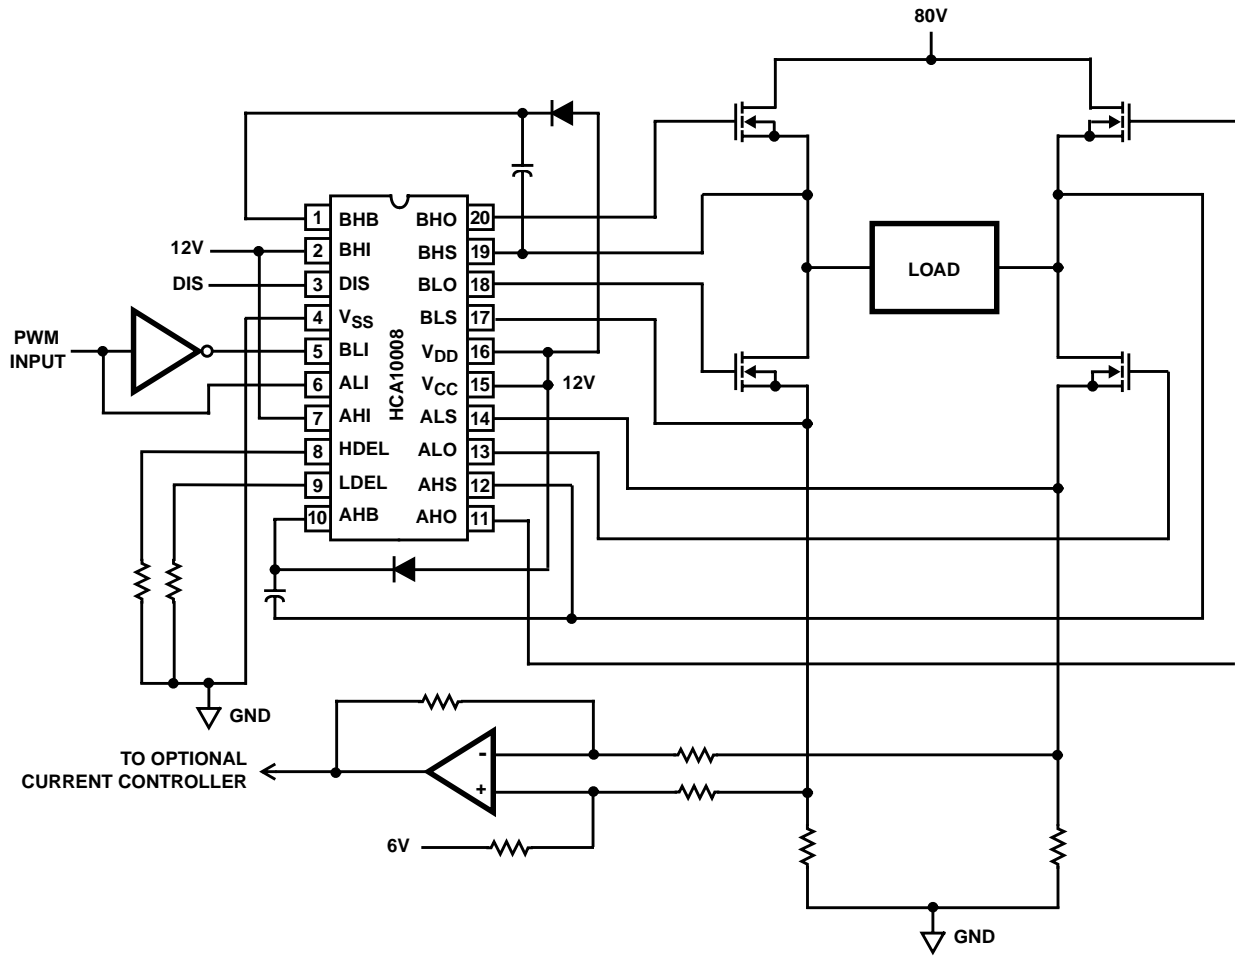 80V
1 BHB BHO 20
12V 2 BHI BHS 19
DIS 3 DIS BLO 18
4 VSS BLS 17
PWM
INPUT
5 BLI VDD 16
6 ALI VCC 15 12V
7 AHI ALS 14
8 HDEL ALO 13
9 LDEL AHS 12
10 AHB AHO 11
HCA10008
LOAD
GND
TO OPTIONAL
CURRENT CONTROLLER
-
+
6V
GND